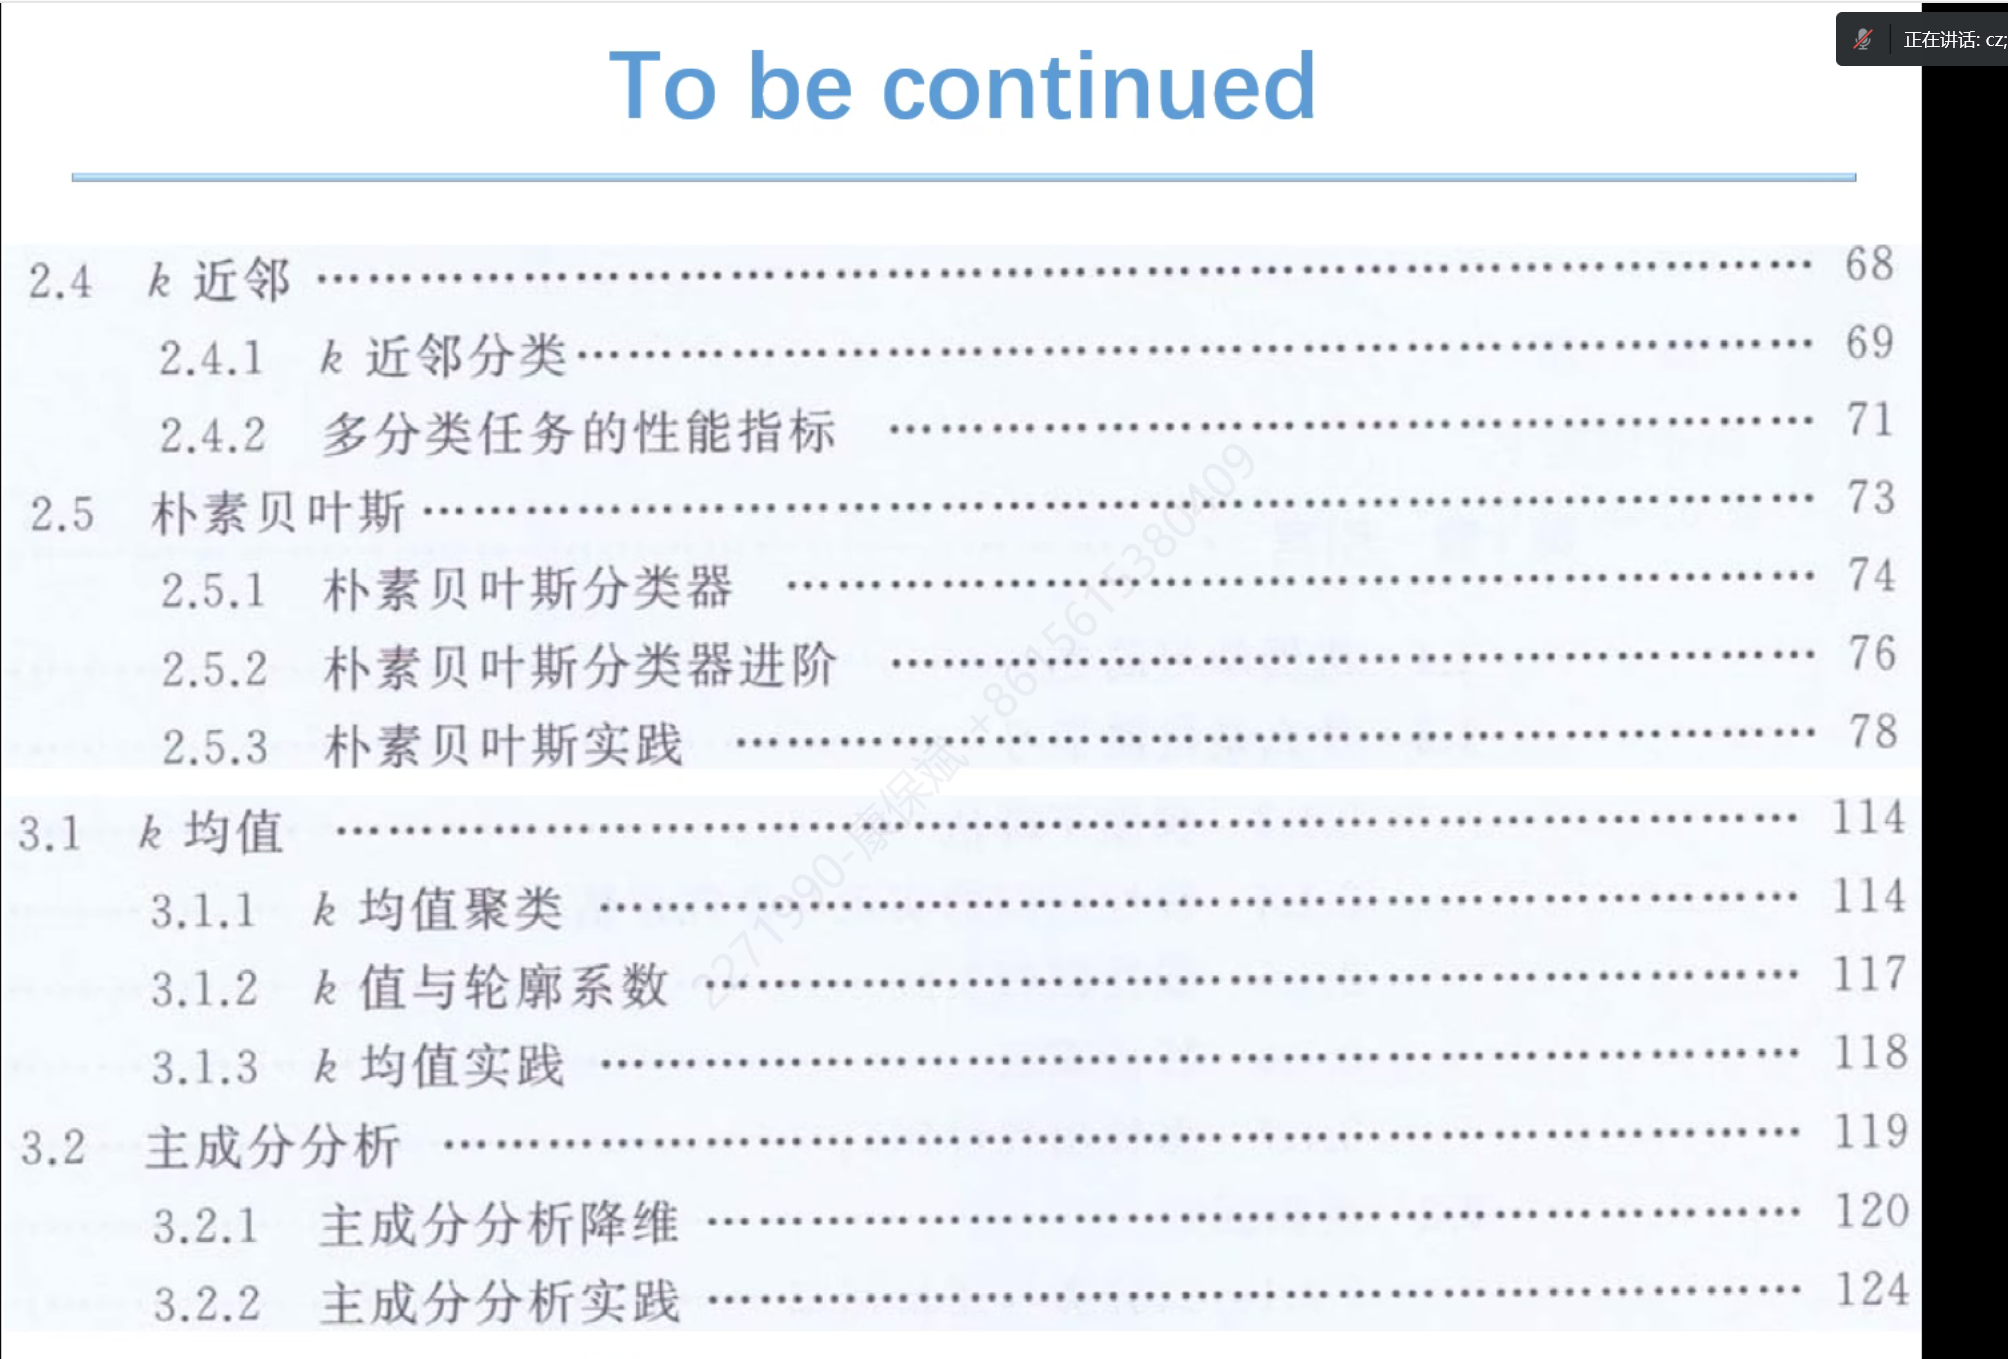 正在讲话: cz;
To be continued
2.4 k 近邻 …… 68
2.4.1 k 近邻分类 …… 69
2.4.2 多分类任务的性能指标 …… 71
2.5 朴素贝叶斯 …… 73
2.5.1 朴素贝叶斯分类器 …… 74
2.5.2 朴素贝叶斯分类器进阶 …… 76
2.5.3 朴素贝叶斯实践 …… 78
3.1 k 均值 …… 114
3.1.1 k 均值聚类 …… 114
3.1.2 k 值与轮廓系数 …… 117
3.1.3 k 均值实践 …… 118
3.2 主成分分析 …… 119
3.2.1 主成分分析降维 …… 120
3.2.2 主成分分析实践 …… 124
2271990-康保斌 +8615615380409